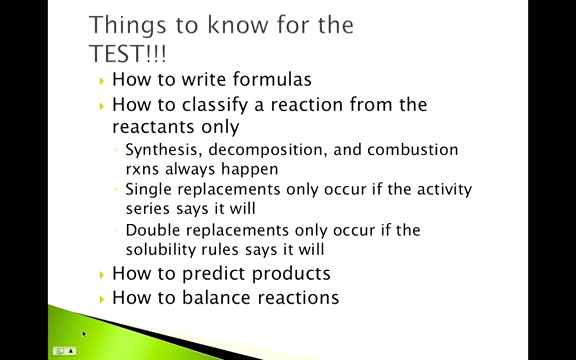 Things to know for the
TEST!!!
How to write formulas
How to classify a reaction from the
reactants only
Synthesis, decomposition, and combustion
rxns always happen
Single replacements only occur if the activity
series says it will
Double replacements only occur if the
solubility rules says it will
How to predict products
How to balance reactions